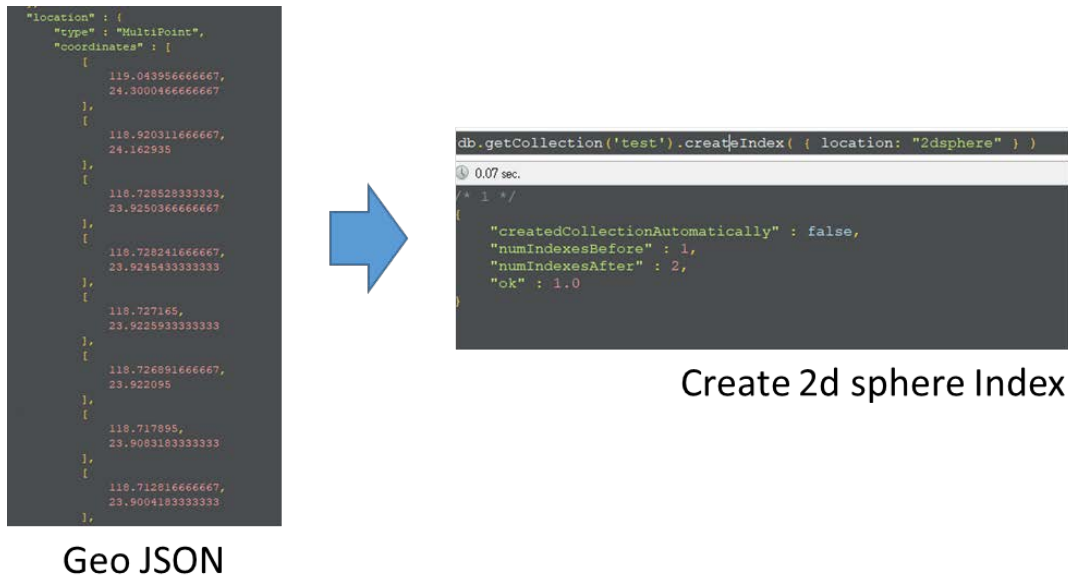 "location" : {
"type" : "MultiPoint",
"coordinates" : [
[
119.043956666667,
24.3000466666667
],
[
118.920311666667,
24.162935
],
[
118.728528333333,
23.9250366666667
],
[
118.728241666667,
23.9245433333333
],
[
118.727165,
23.9225933333333
],
[
118.726891666667,
23.922095
],
[
118.717895,
23.9083183333333
],
[
118.712816666667,
23.9004183333333
],
Geo JSON
db.getCollection('test').createIndex( { location: "2dsphere" } )
0.07 sec.
/* 1 */
{
"createdCollectionAutomatically" : false,
"numIndexesBefore" : 1,
"numIndexesAfter" : 2,
"ok" : 1.0
}
Create 2d sphere Index